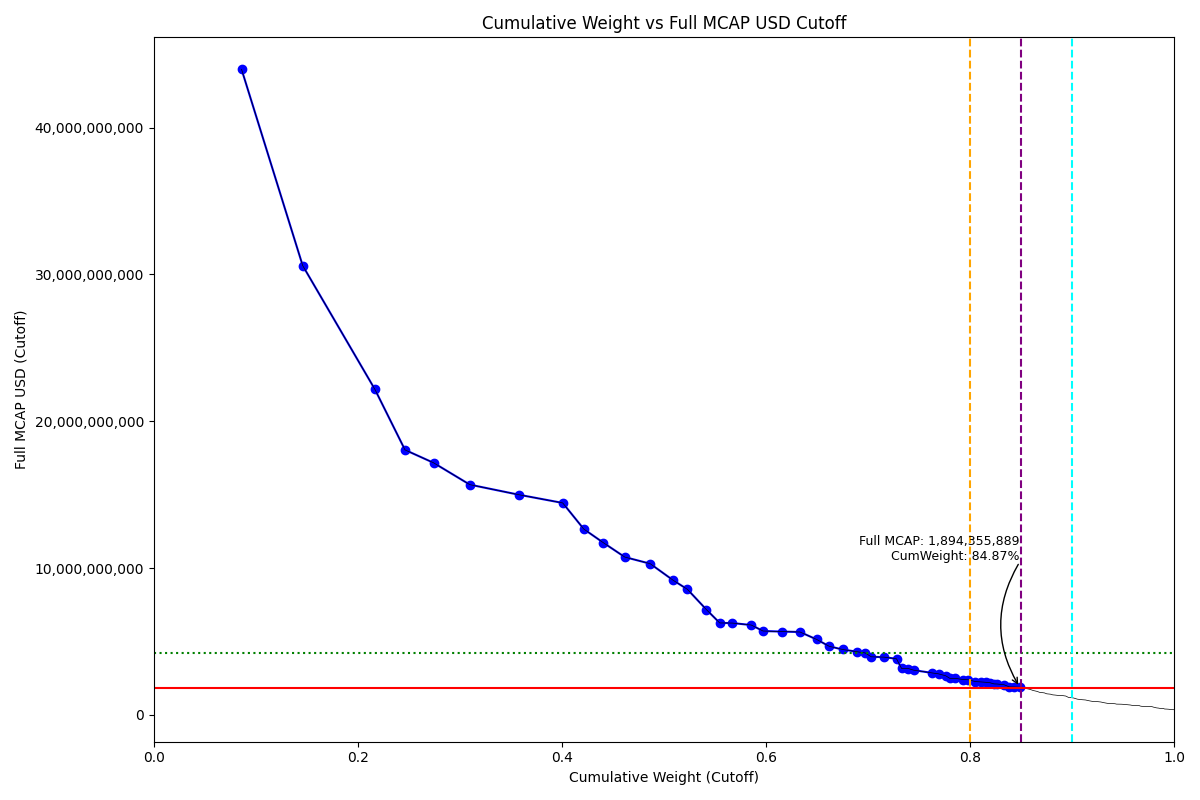 Cumulative Weight vs Full MCAP USD Cutoff
Full MCAP USD (Cutoff)
40,000,000,000
30,000,000,000
20,000,000,000
10,000,000,000
0
Full MCAP: 1,894,355,889
CumWeight: 84.87%
0.0 0.2 0.4 0.6 0.8 1.0
Cumulative Weight (Cutoff)